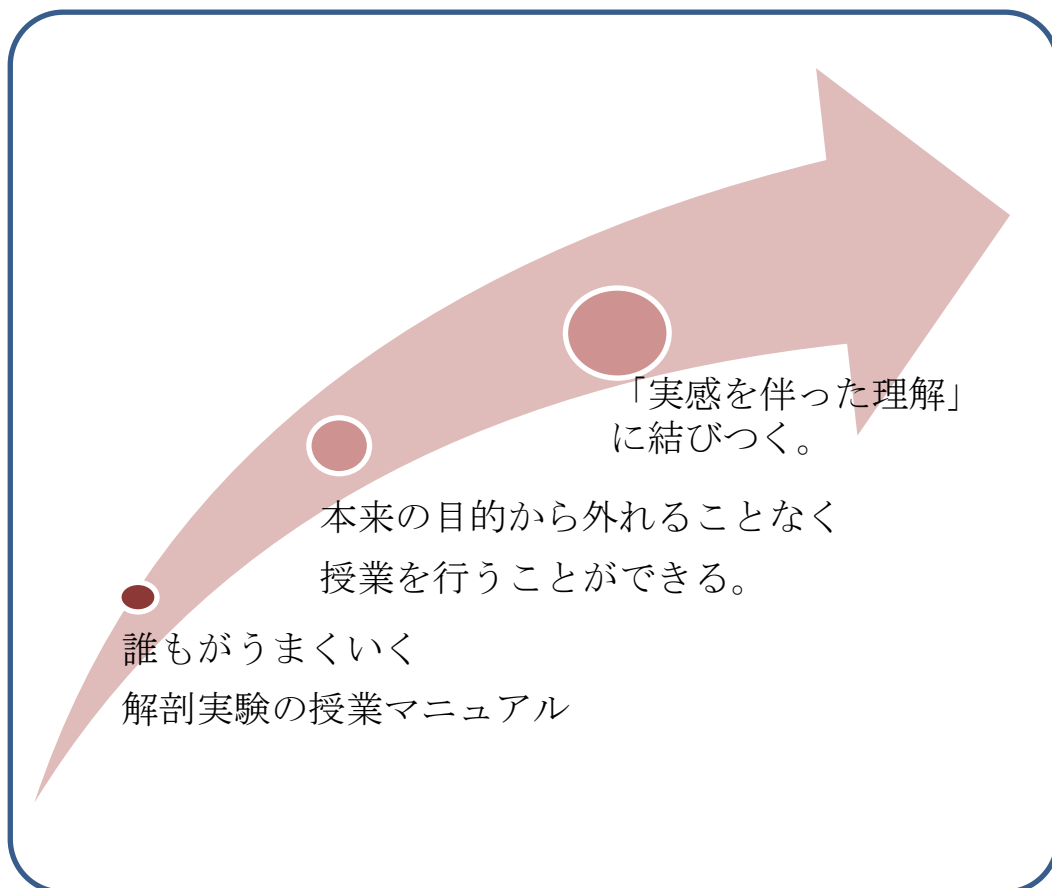 「実感を伴った理解」
に結びつく。
本来の目的から外れることなく
授業を行うことができる。
誰もがうまくいく
解剖実験の授業マニュアル